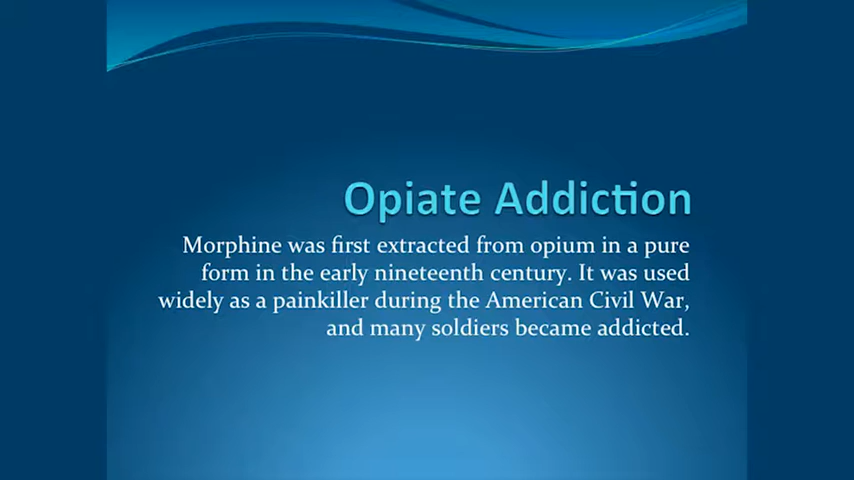 Opiate Addiction
Morphine was first extracted from opium in a pure
form in the early nineteenth century. It was used
widely as a painkiller during the American Civil War,
and many soldiers became addicted.